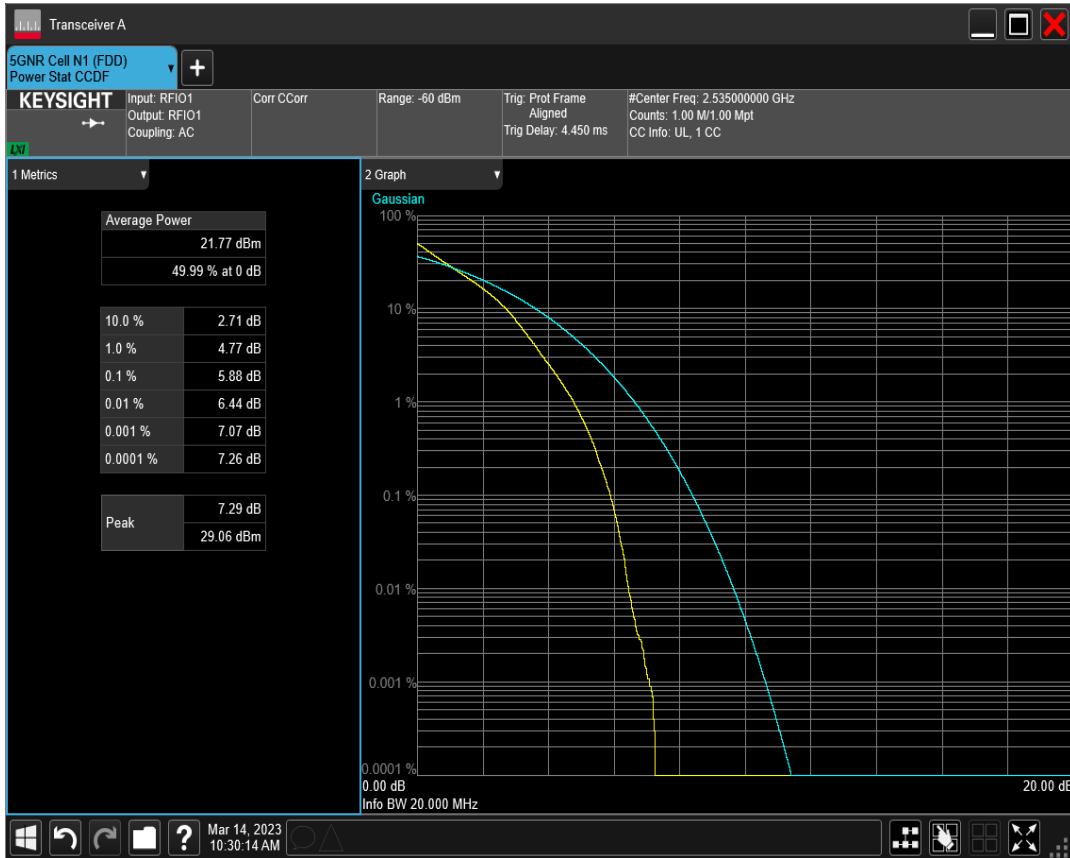 Transceiver A
5GNR Cell N1 (FDD)
Power Stat CCDF
+
KEYSIGHT
LXI
Input: RFIO1
Output: RFIO1
Coupling: AC
Corr CCorr
Range: -60 dBm
Trig: Prot Frame
Aligned
Trig Delay: 4.450 ms
#Center Freq: 2.535000000 GHz
Counts: 1.00 M/1.00 Mpt
CC Info: UL, 1 CC
1 Metrics
Average Power
21.77 dBm
49.99 % at 0 dB
10.0 % 2.71 dB
1.0 % 4.77 dB
0.1 % 5.88 dB
0.01 % 6.44 dB
0.001 % 7.07 dB
0.0001 % 7.26 dB
Peak 7.29 dB
29.06 dBm
2 Graph
Gaussian
100 %
10 %
1 %
0.1 %
0.01 %
0.001 %
0.0001 %
0.00 dB 20.00 dB
Info BW 20.000 MHz
?
Mar 14, 2023
10:30:14 AM